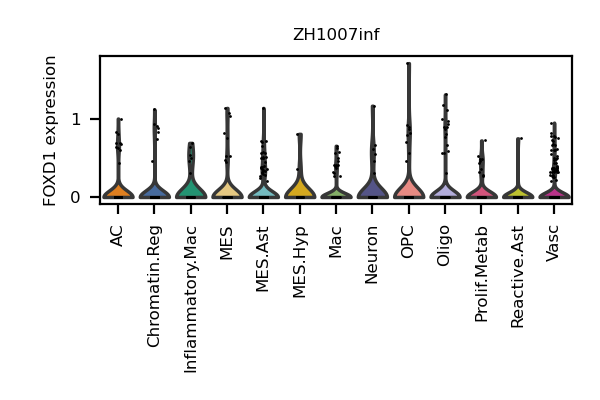 ZH1007inf
FOXD1 expression
1
0
AC
Chromatin.Reg
Inflammatory.Mac
MES
MES.Ast
MES.Hyp
Mac
Neuron
OPC
Oligo
Prolif.Metab
Reactive.Ast
Vasc